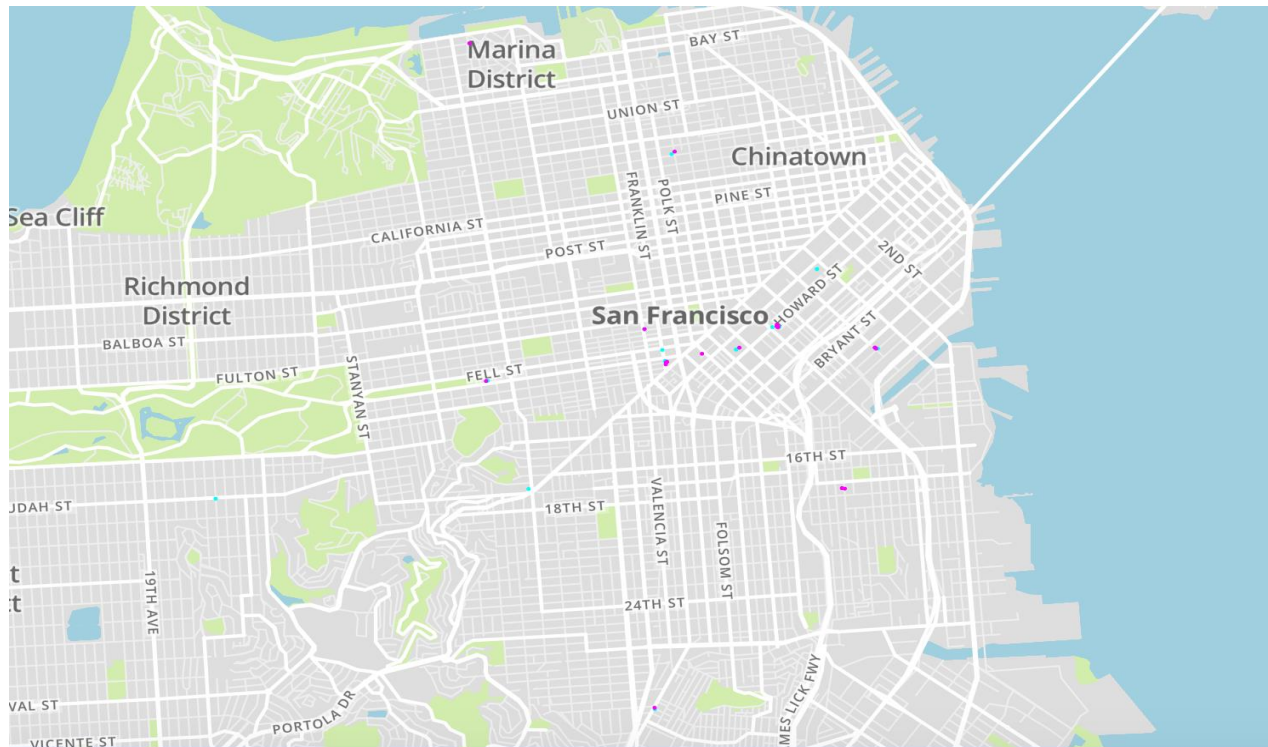 BAY ST
Marina
District
UNION ST
Chinatown
FRANKLIN ST
POLK ST
PINE ST
Sea Cliff
CALIFORNIA ST
POST ST
2ND ST
HOWARD ST
Richmond
District
San Francisco
BRYANT ST
BALBOA ST
STANYAN ST
FULTON ST
FELL ST
16TH ST
UDAH ST
18TH ST
VALENCIA ST
FOLSOM ST
t
ct
19TH AVE
24TH ST
VAL ST
PORTOLA DR
MES LICK FWY
VICENTE ST